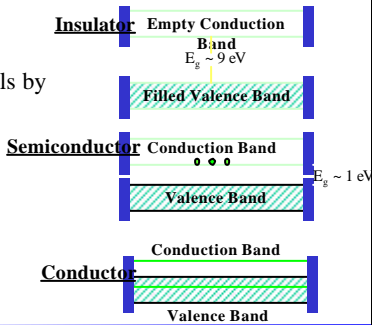 Insulator
Empty Conduction
Band
E_g ~ 9 eV
ls by
Filled Valence Band
Semiconductor
Conduction Band
E_g ~ 1 eV
Valence Band
Conduction Band
Conductor
Valence Band